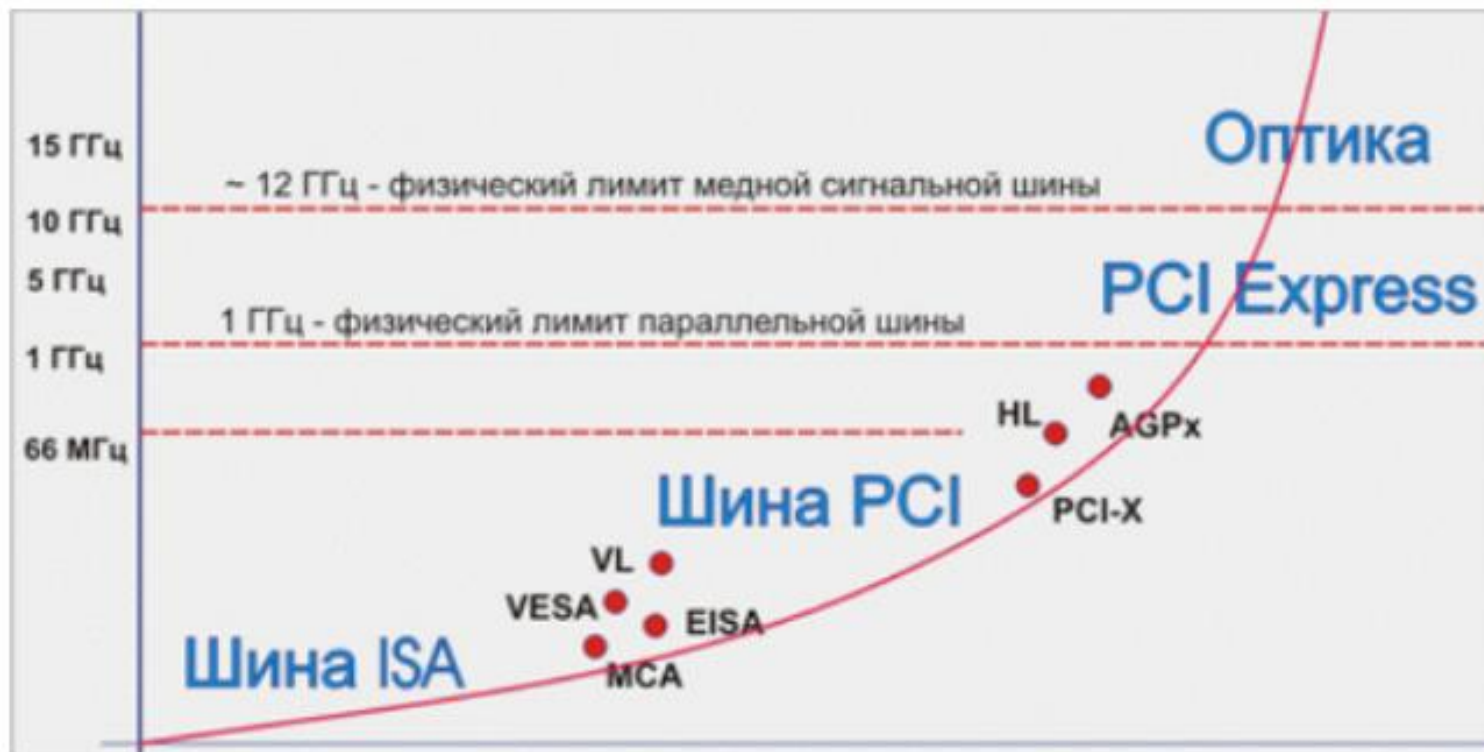 Оптика
15 ГГц
~ 12 ГГц - физический лимит медной сигнальной шины
10 ГГц
5 ГГц
PCI Express
1 ГГц - физический лимит параллельной шины
1 ГГц
HL
AGPx
66 МГц
Шина PCI
PCI-X
VL
VESA
EISA
Шина ISA
MCA